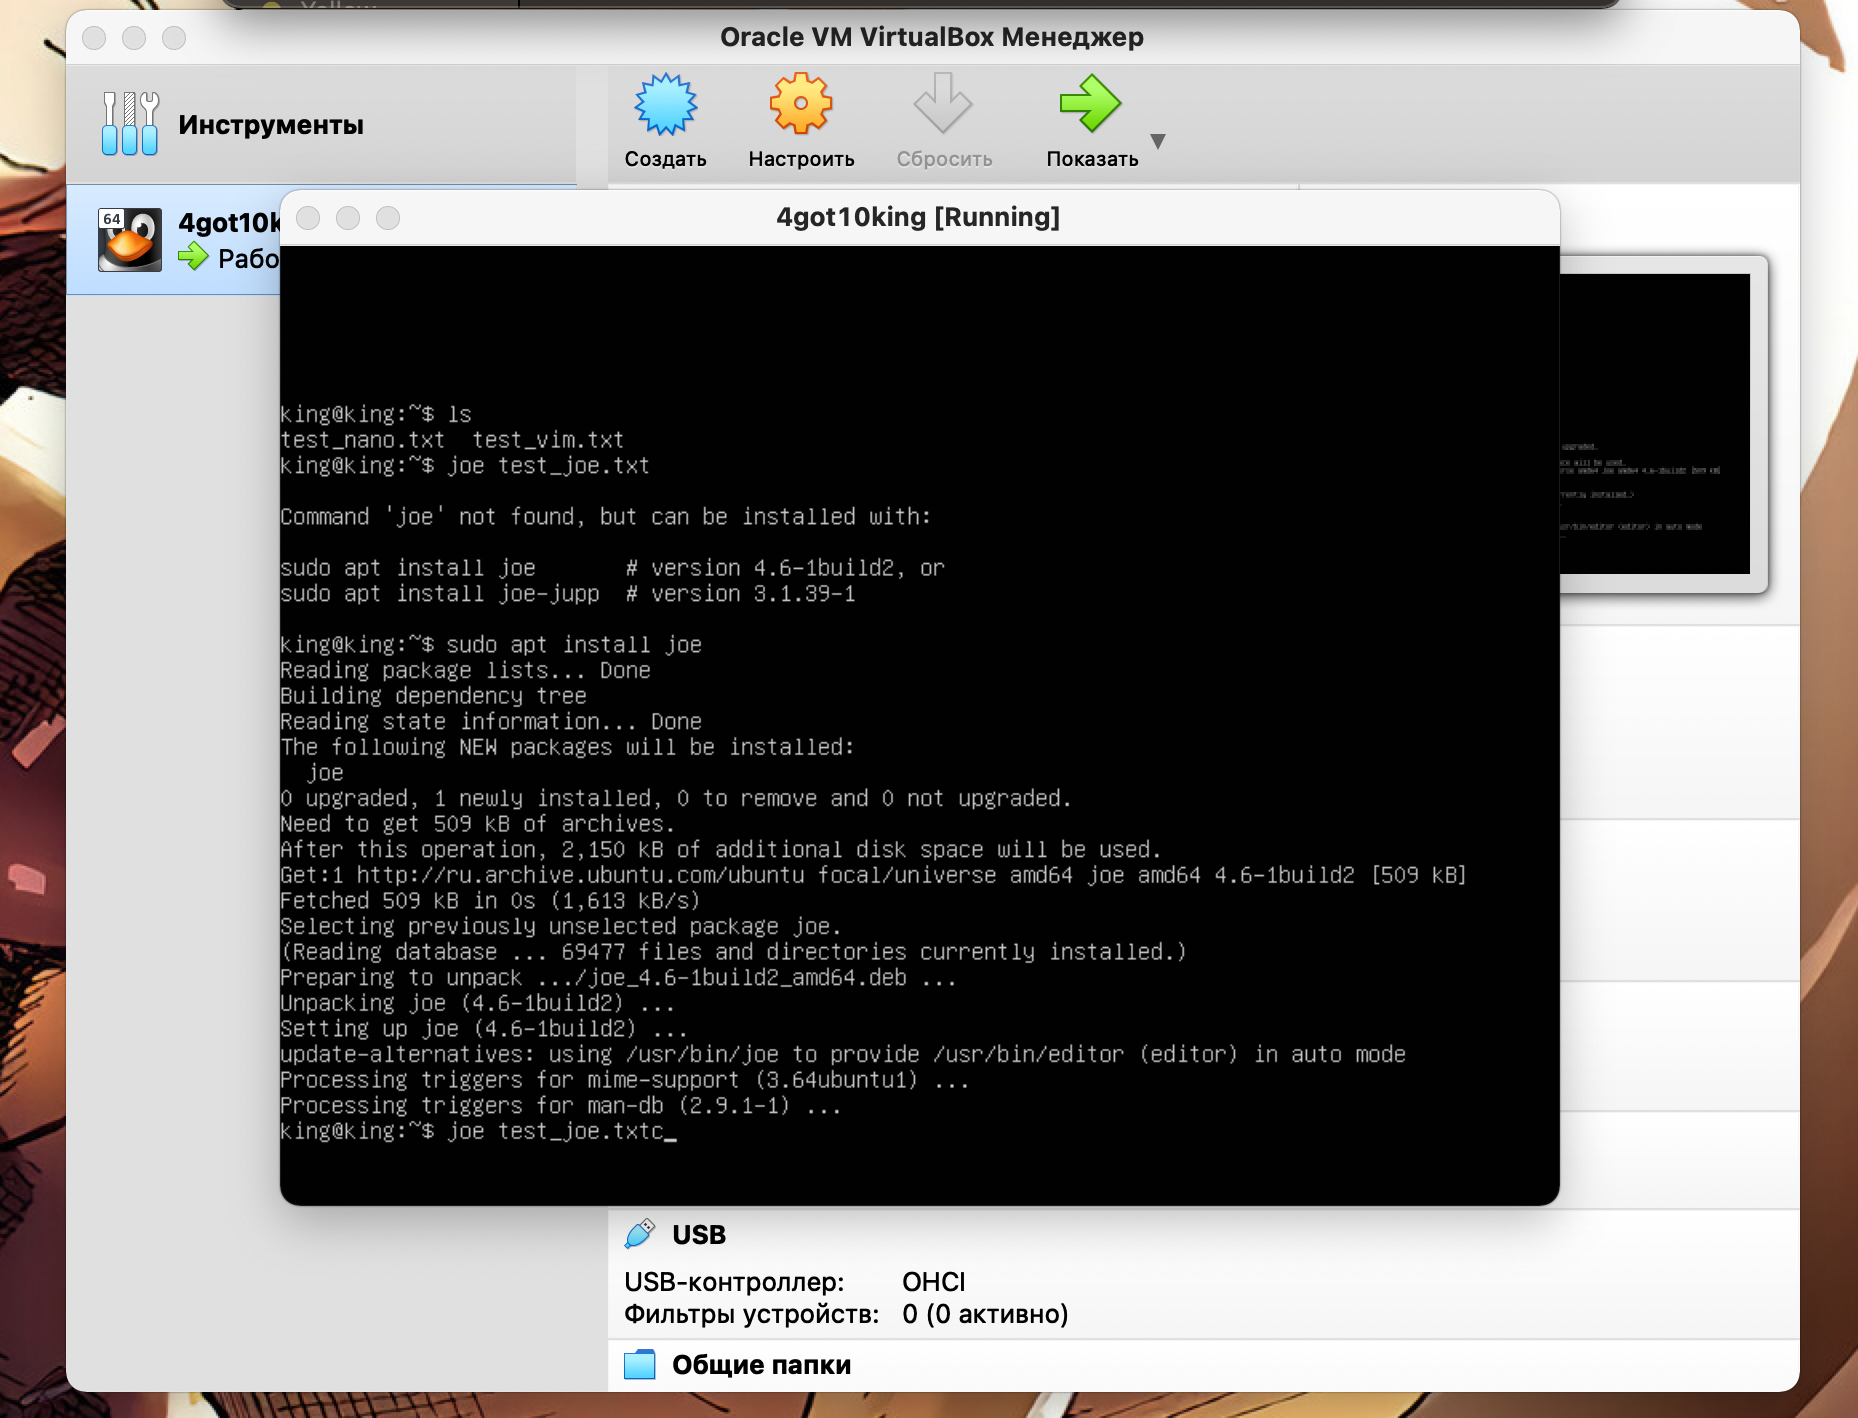 Oracle VM VirtualBox Менеджер
Инструменты
Создать
Настроить
Сбросить
Показать
64
4got10k
Рабо
4got10king [Running]
king@king:~$ ls
test_nano.txt  test_vim.txt
king@king:~$ joe test_joe.txt
Command 'joe' not found, but can be installed with:
sudo apt install joe       # version 4.6-1build2, or
sudo apt install joe-jupp  # version 3.1.39-1
king@king:~$ sudo apt install joe
Reading package lists... Done
Building dependency tree
Reading state information... Done
The following NEW packages will be installed:
  joe
0 upgraded, 1 newly installed, 0 to remove and 0 not upgraded.
Need to get 509 kB of archives.
After this operation, 2,150 kB of additional disk space will be used.
Get:1 http://ru.archive.ubuntu.com/ubuntu focal/universe amd64 joe amd64 4.6-1build2 [509 kB]
Fetched 509 kB in 0s (1,613 kB/s)
Selecting previously unselected package joe.
(Reading database ... 69477 files and directories currently installed.)
Preparing to unpack .../joe_4.6-1build2_amd64.deb ...
Unpacking joe (4.6-1build2) ...
Setting up joe (4.6-1build2) ...
update-alternatives: using /usr/bin/joe to provide /usr/bin/editor (editor) in auto mode
Processing triggers for mime-support (3.64ubuntu1) ...
Processing triggers for man-db (2.9.1-1) ...
king@king:~$ joe test_joe.txtc_
USB
USB-контроллер: OHCI
Фильтры устройств: 0 (0 активно)
Общие папки